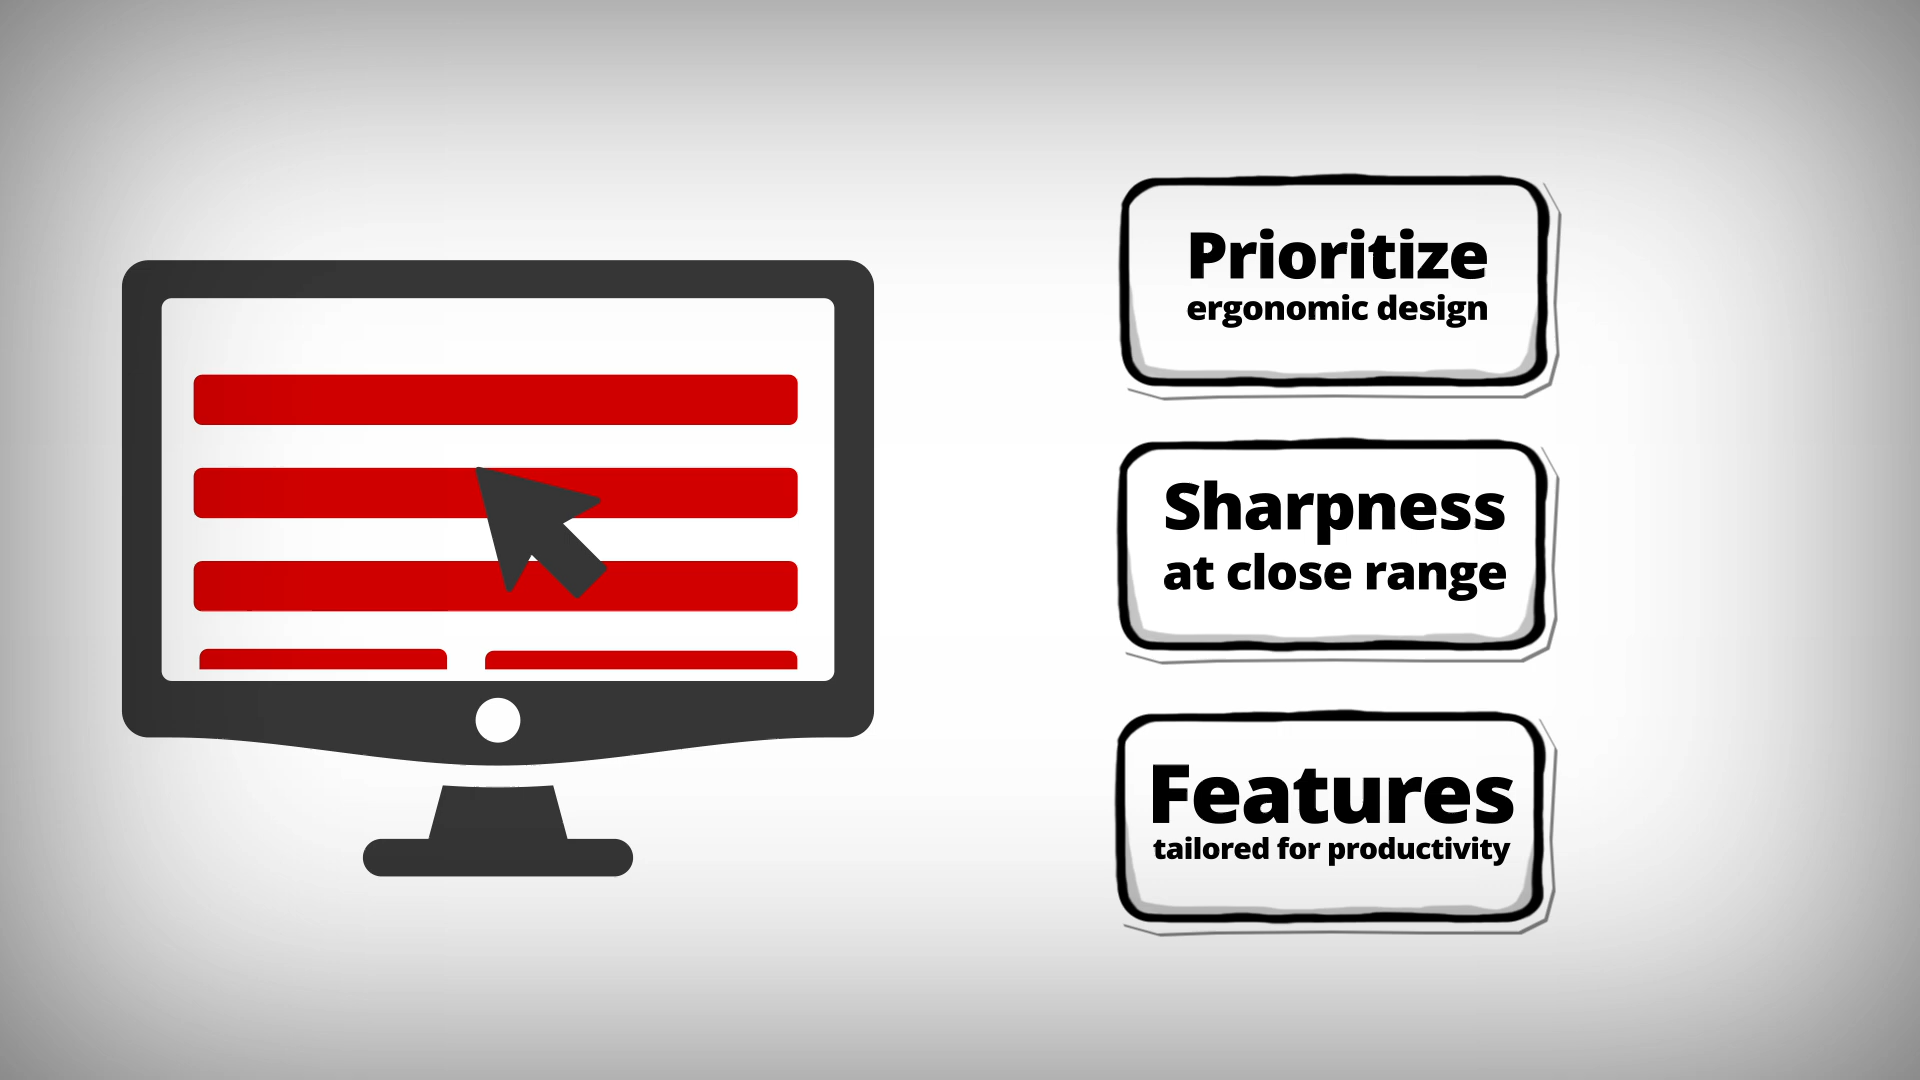 Prioritize
ergonomic design
Sharpness
at close range
Features
tailored for productivity